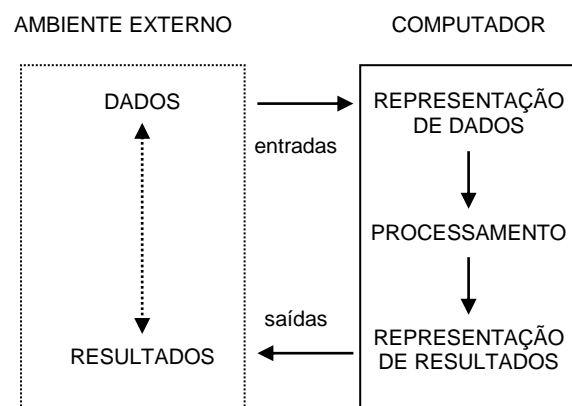 AMBIENTE EXTERNO
COMPUTADOR
DADOS
entradas
REPRESENTAÇÃO
DE DADOS
PROCESSAMENTO
saídas
RESULTADOS
REPRESENTAÇÃO
DE RESULTADOS